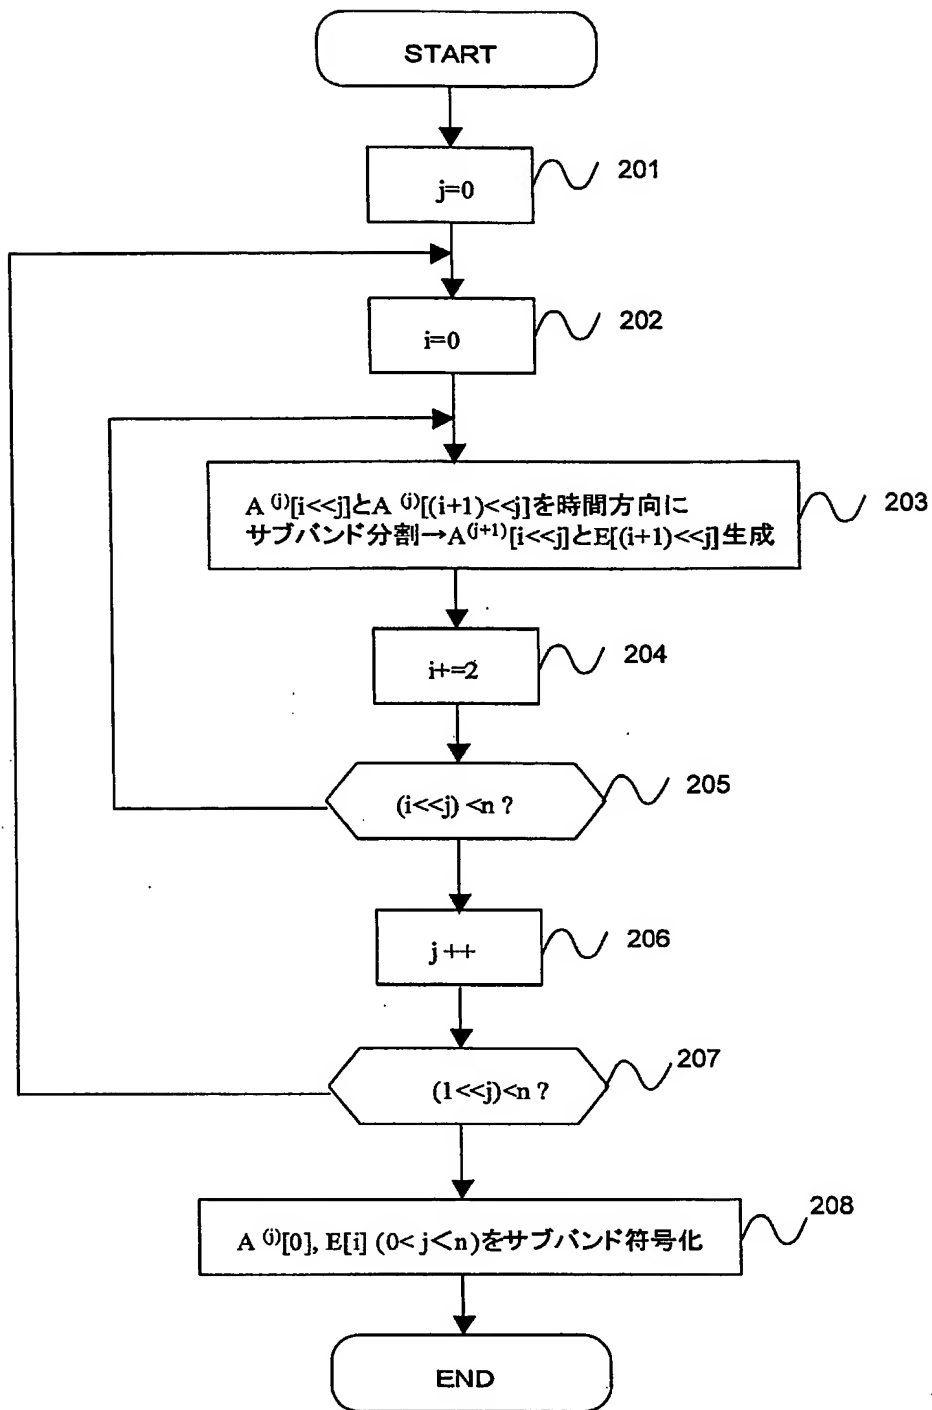 START
j=0
201
i=0
202
A⁽ʲ⁾[i<<j]とA⁽ʲ⁾[(i+1)<<j]を時間方向に
サブバンド分割→A⁽ʲ⁺¹⁾[i<<j]とE[(i+1)<<j]生成
203
i+=2
204
(i<<j) <n ?
205
j ++
206
(1<<j)<n ?
207
A⁽ʲ⁾[0], E[i] (0< j<n)をサブバンド符号化
208
END